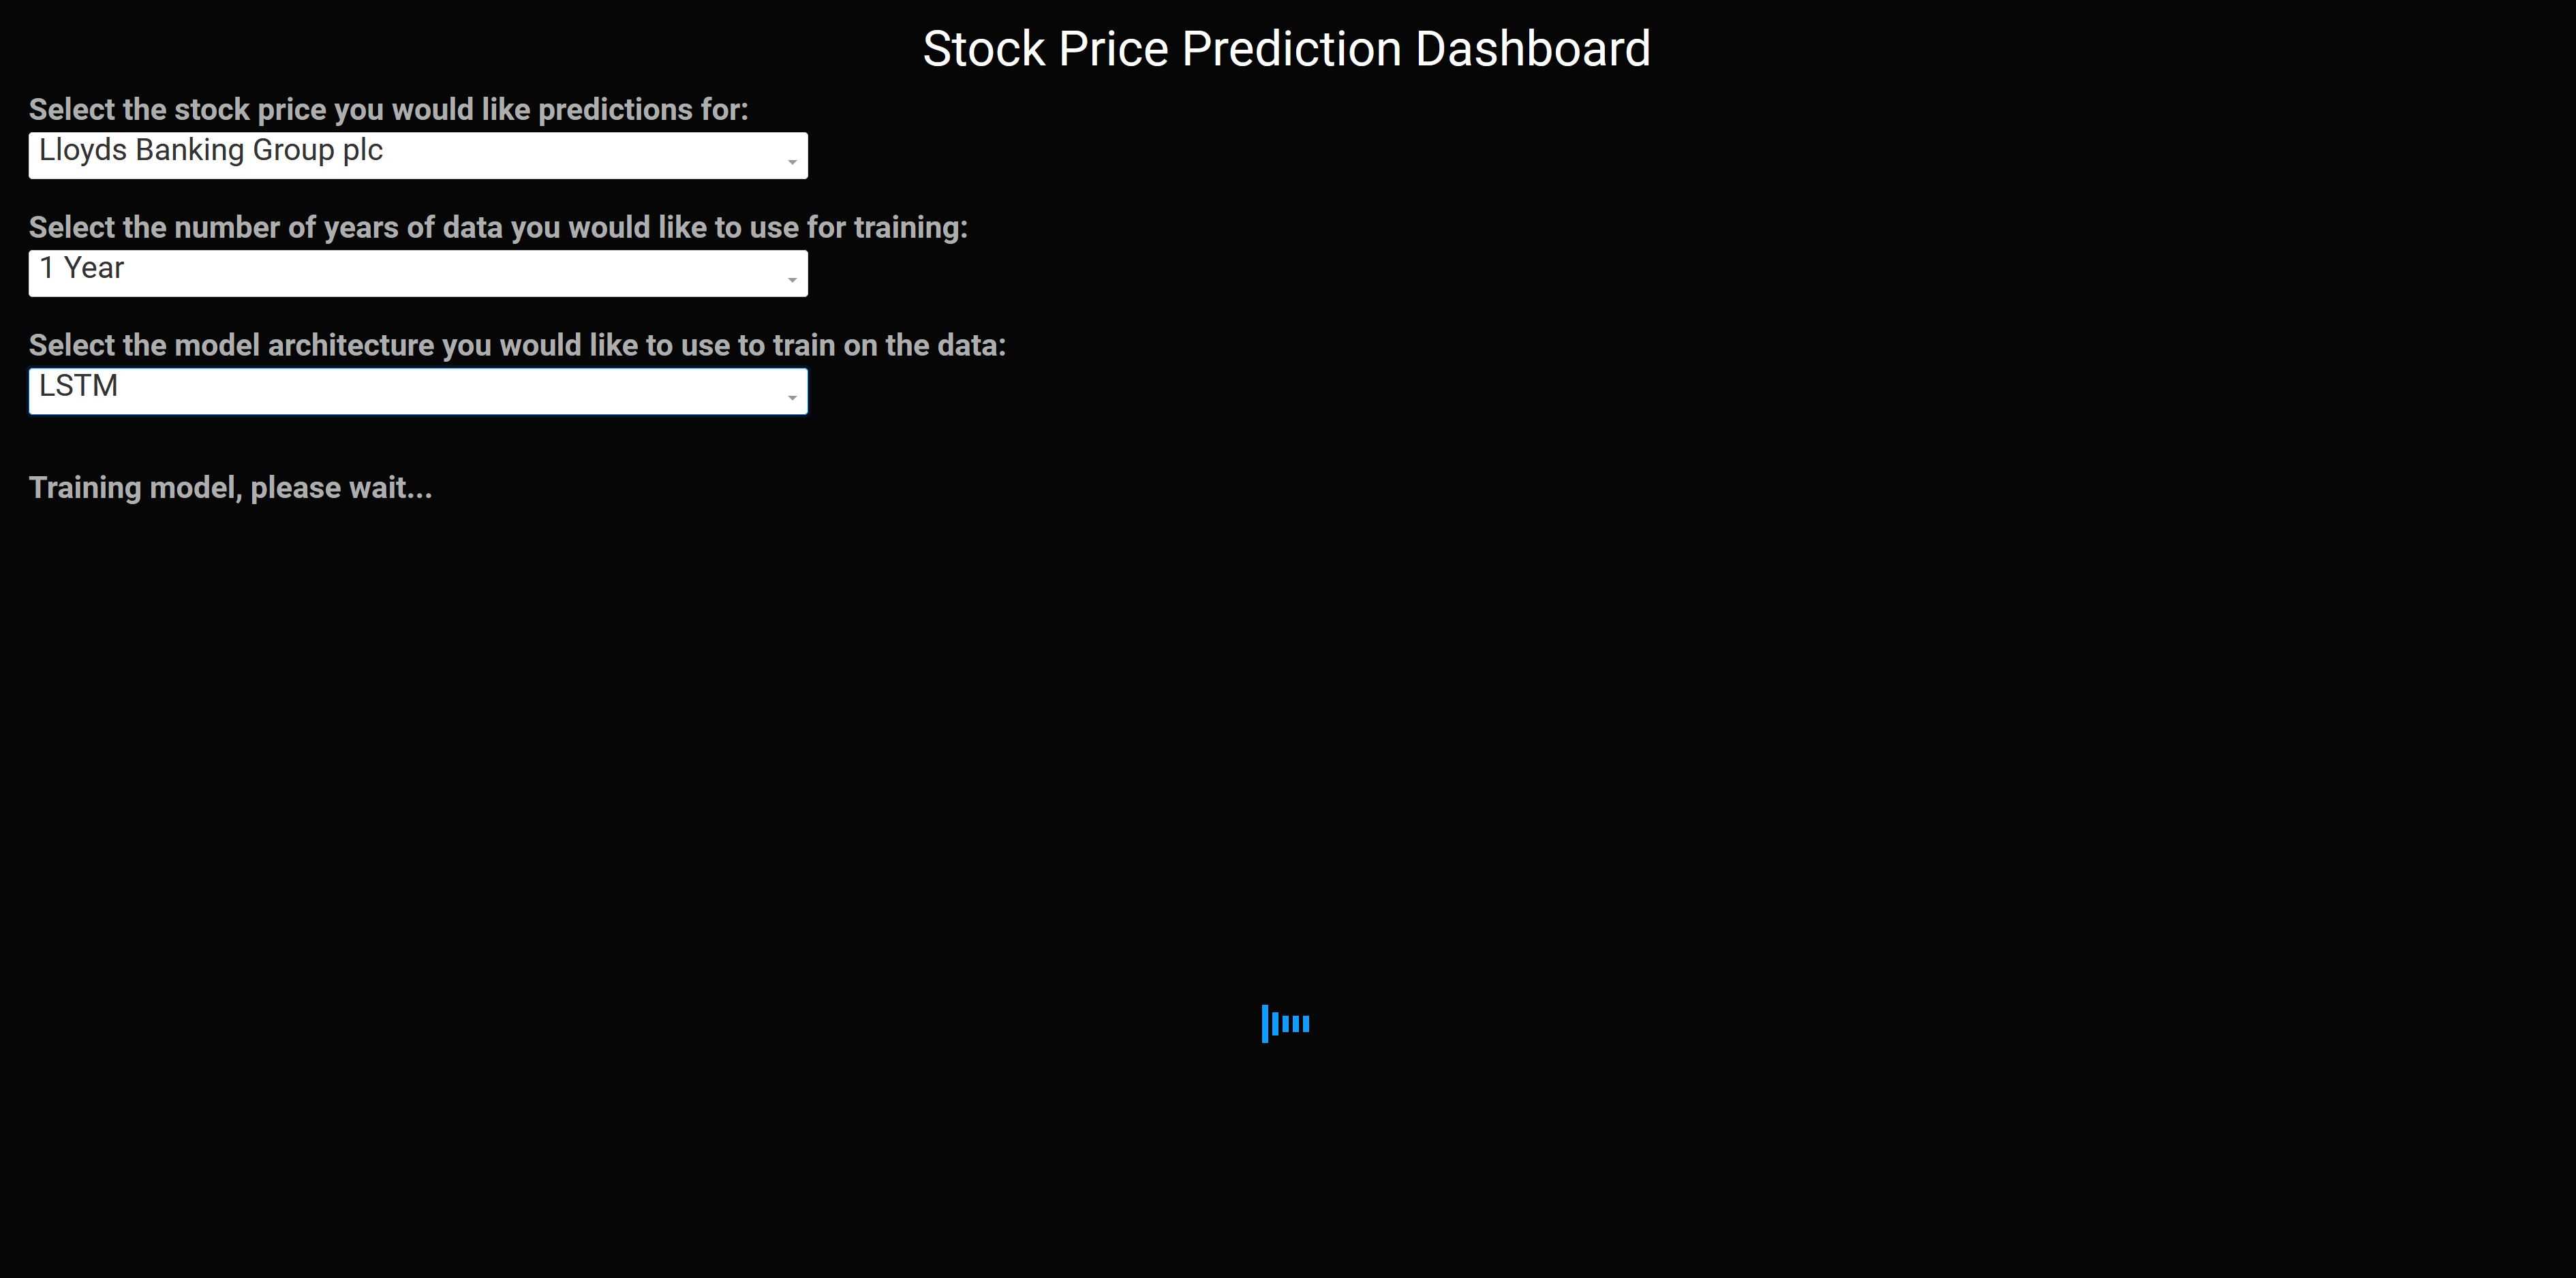 Stock Price Prediction Dashboard
Select the stock price you would like predictions for:
Lloyds Banking Group plc
Select the number of years of data you would like to use for training:
1 Year
Select the model architecture you would like to use to train on the data:
LSTM
Training model, please wait...